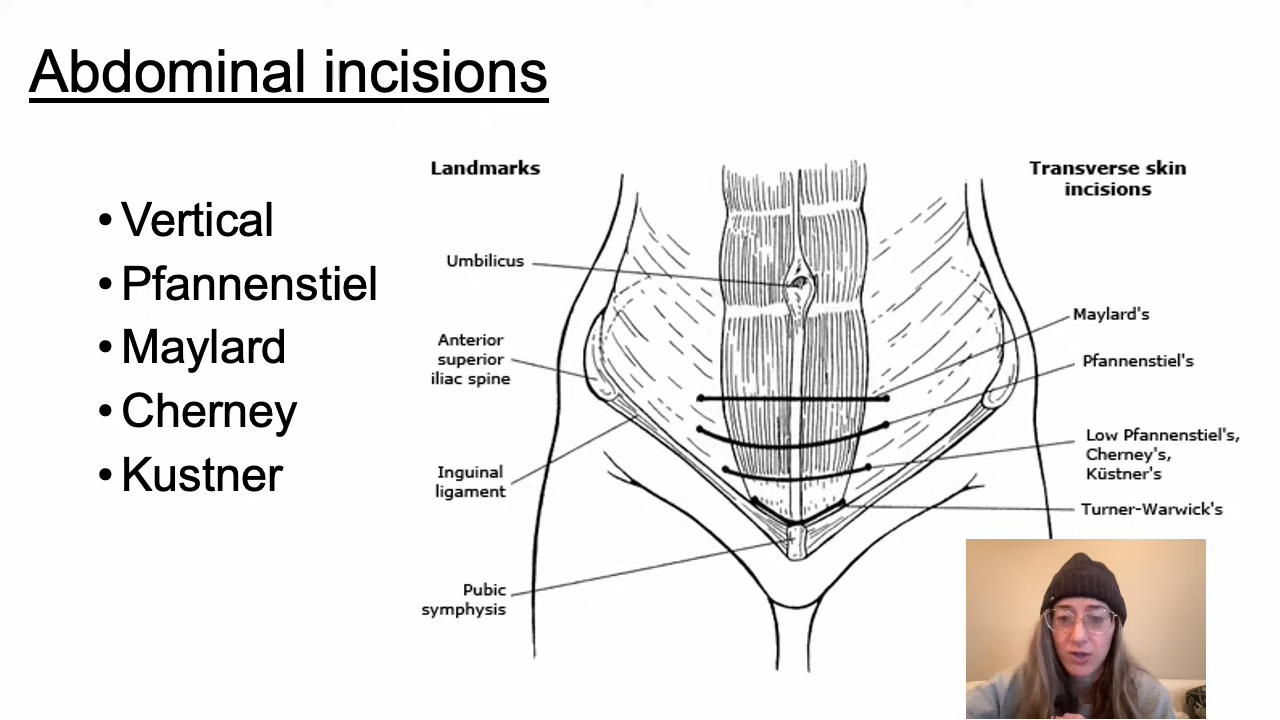 Abdominal incisions
• Vertical
• Pfannenstiel
• Maylard
• Cherney
• Kustner
Landmarks
Umbilicus
Anterior
superior
iliac spine
Inguinal
ligament
Pubic
symphysis
Transverse skin
incisions
Maylard's
Pfannenstiel's
Low Pfannenstiel's,
Cherney's,
Küstner's
Turner-Warwick's